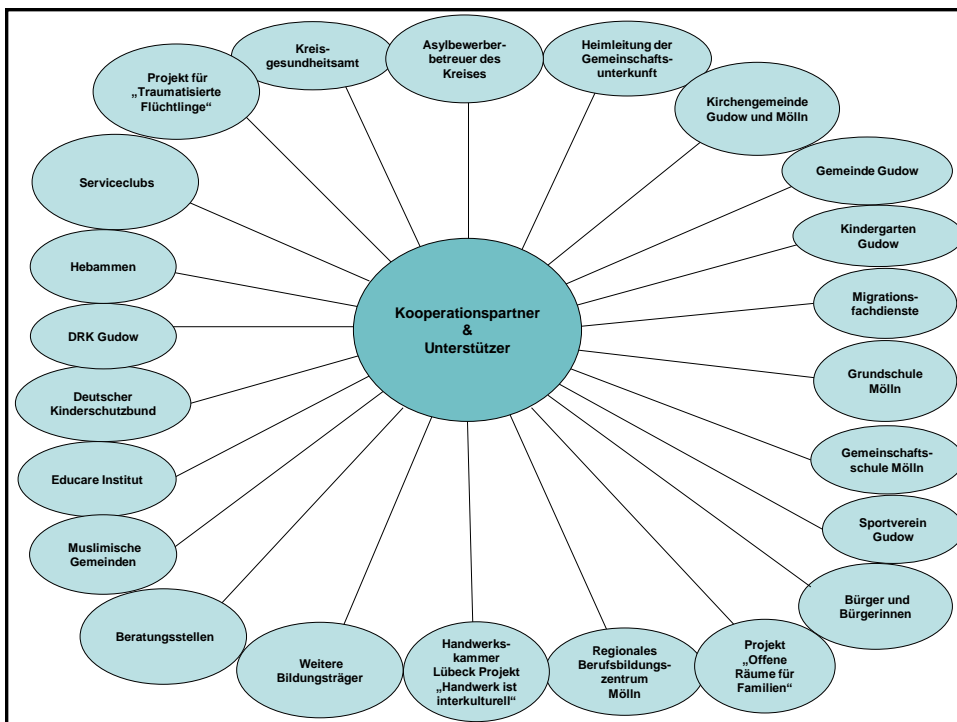 Kooperationspartner
&
Unterstützer
Asylbewerber-
betreuer des
Kreises
Heimleitung der
Gemeinschafts-
unterkunft
Kirchengemeinde
Gudow und Mölln
Gemeinde Gudow
Kindergarten
Gudow
Migrations-
fachdienste
Grundschule
Mölln
Gemeinschafts-
schule Mölln
Sportverein
Gudow
Bürger und
Bürgerinnen
Projekt
„Offene
Räume für
Familien“
Regionales
Berufsbildungs-
zentrum
Mölln
Handwerks-
kammer
Lübeck Projekt
„Handwerk ist
interkulturell“
Weitere
Bildungsträger
Beratungsstellen
Muslimische
Gemeinden
Educare Institut
Deutscher
Kinderschutzbund
DRK Gudow
Hebammen
Serviceclubs
Projekt für
„Traumatisierte
Flüchtlinge“
Kreis-
gesundheitsamt